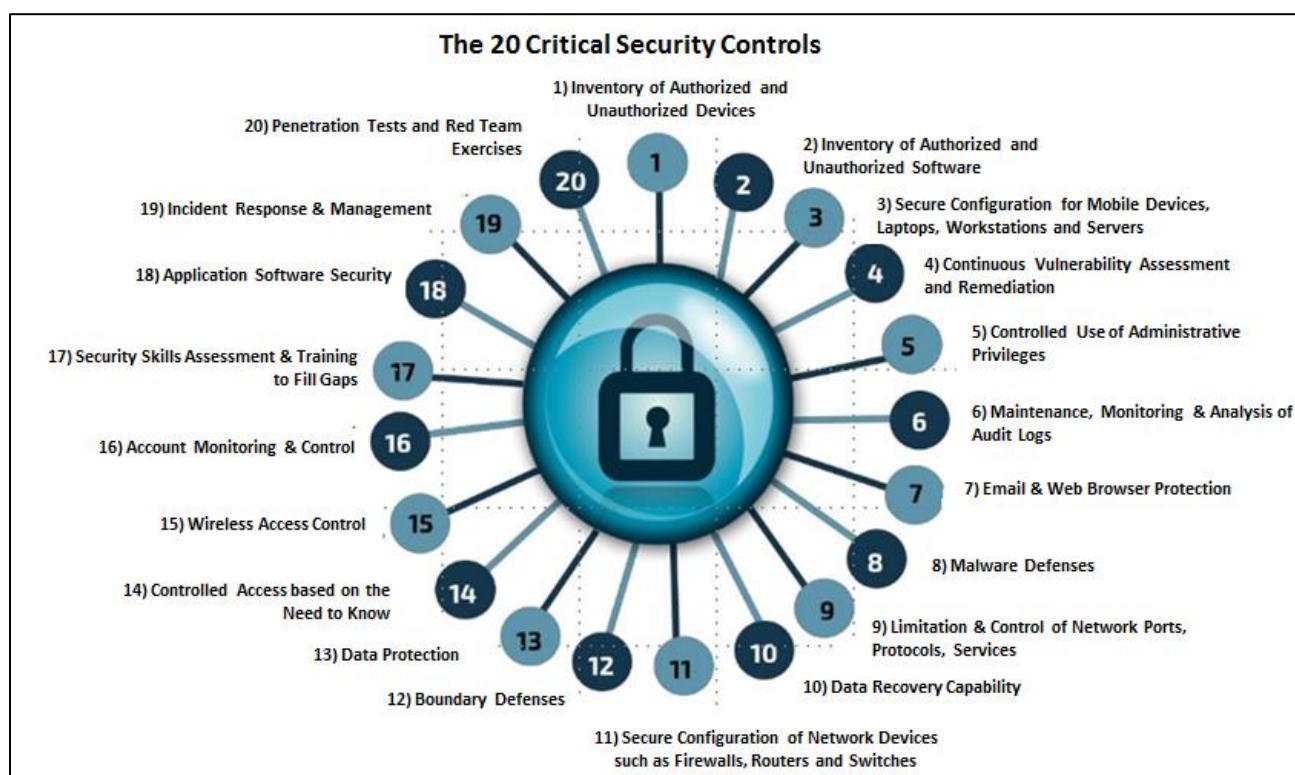 The 20 Critical Security Controls
1) Inventory of Authorized and
Unauthorized Devices
2) Inventory of Authorized and
Unauthorized Software
3) Secure Configuration for Mobile Devices,
Laptops, Workstations and Servers
4) Continuous Vulnerability Assessment
and Remediation
5) Controlled Use of Administrative
Privileges
6) Maintenance, Monitoring & Analysis of
Audit Logs
7) Email & Web Browser Protection
8) Malware Defenses
9) Limitation & Control of Network Ports,
Protocols, Services
10) Data Recovery Capability
11) Secure Configuration of Network Devices
such as Firewalls, Routers and Switches
12) Boundary Defenses
13) Data Protection
14) Controlled Access based on the
Need to Know
15) Wireless Access Control
16) Account Monitoring & Control
17) Security Skills Assessment & Training
to Fill Gaps
18) Application Software Security
19) Incident Response & Management
20) Penetration Tests and Red Team
Exercises
1
2
3
4
5
6
7
8
9
10
11
12
13
14
15
16
17
18
19
20